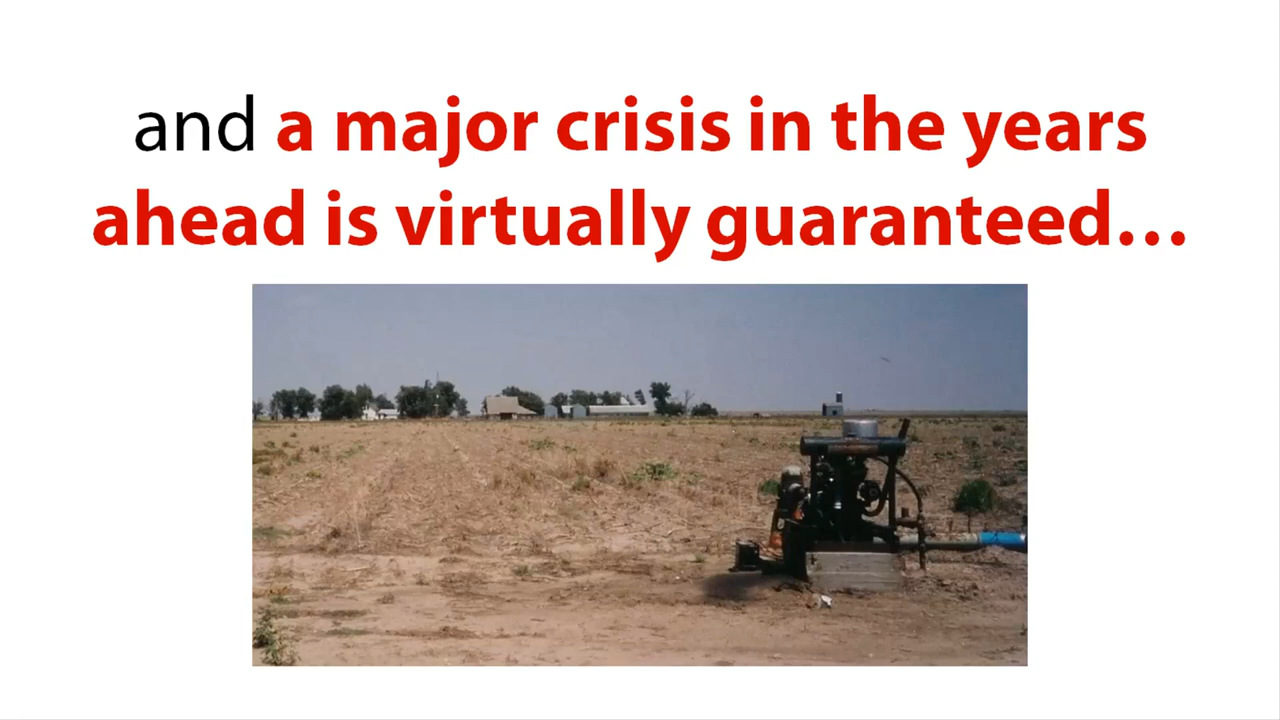 and a major crisis in the years
ahead is virtually guaranteed…